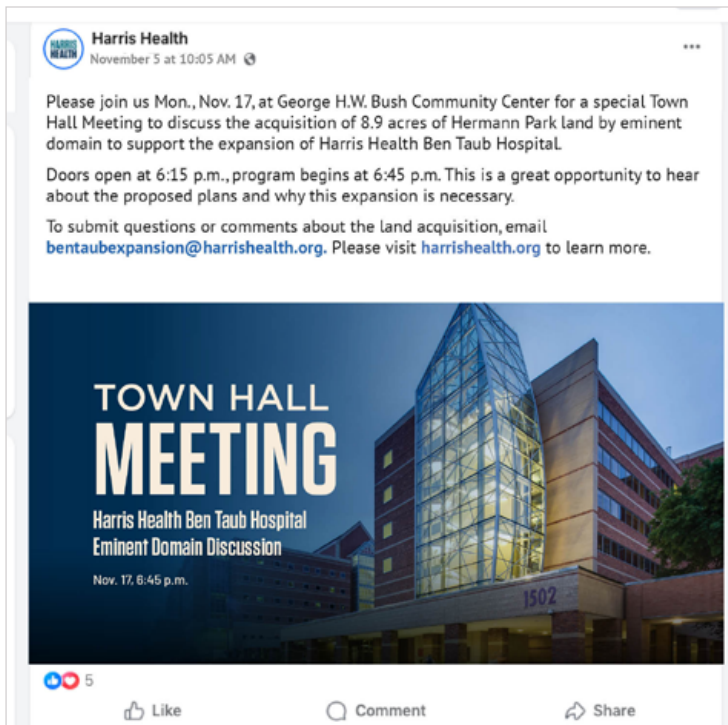 HARRIS
HEALTH
Harris Health
November 5 at 10:05 AM
Please join us Mon., Nov. 17, at George H.W. Bush Community Center for a special Town
Hall Meeting to discuss the acquisition of 8.9 acres of Hermann Park land by eminent
domain to support the expansion of Harris Health Ben Taub Hospital.
Doors open at 6:15 p.m., program begins at 6:45 p.m. This is a great opportunity to hear
about the proposed plans and why this expansion is necessary.
To submit questions or comments about the land acquisition, email
bentaubexpansion@harrishealth.org. Please visit harrishealth.org to learn more.
TOWN HALL
MEETING
Harris Health Ben Taub Hospital
Eminent Domain Discussion
Nov. 17, 6:45 p.m.
1502
5
Like Comment Share